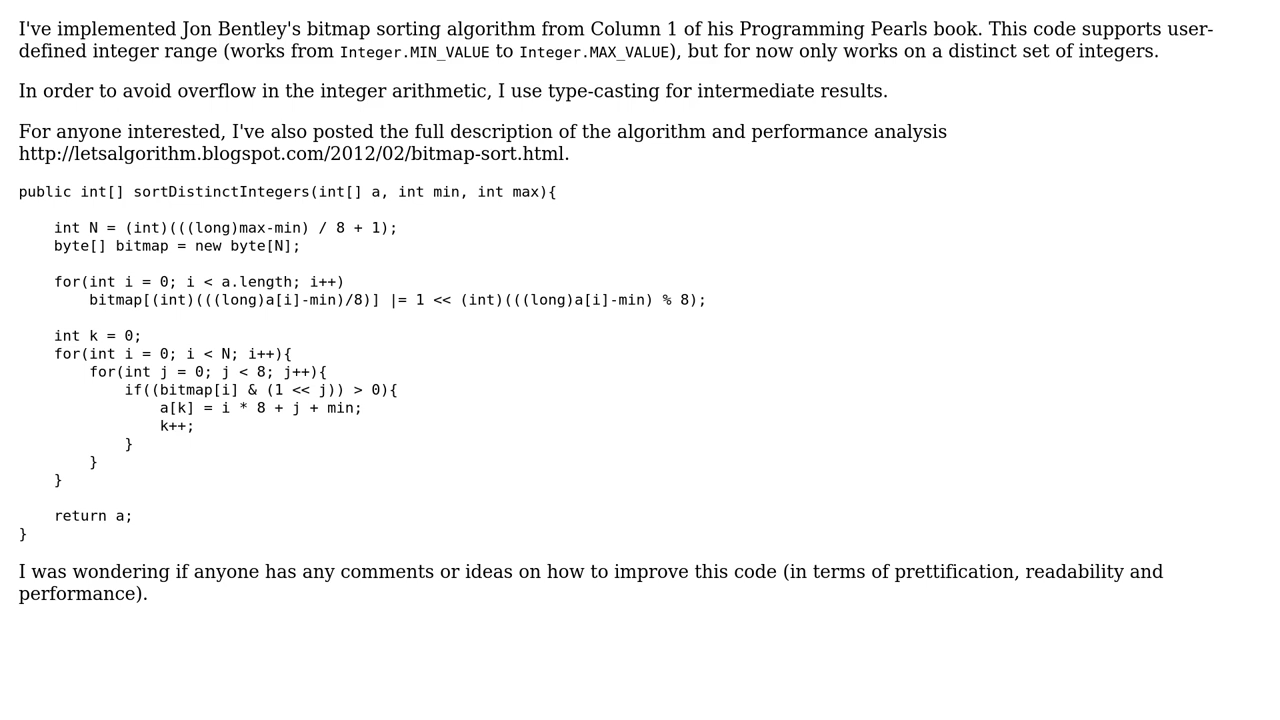 I've implemented Jon Bentley's bitmap sorting algorithm from Column 1 of his Programming Pearls book. This code supports user-
defined integer range (works from Integer.MIN_VALUE to Integer.MAX_VALUE), but for now only works on a distinct set of integers.
In order to avoid overflow in the integer arithmetic, I use type-casting for intermediate results.
For anyone interested, I've also posted the full description of the algorithm and performance analysis
http://letsalgorithm.blogspot.com/2012/02/bitmap-sort.html.
public int[] sortDistinctIntegers(int[] a, int min, int max){
    int N = (int)(((long)max-min) / 8 + 1);
    byte[] bitmap = new byte[N];
    for(int i = 0; i < a.length; i++)
        bitmap[(int)(((long)a[i]-min)/8)] |= 1 << (int)(((long)a[i]-min) % 8);
    int k = 0;
    for(int i = 0; i < N; i++){
        for(int j = 0; j < 8; j++){
            if((bitmap[i] & (1 << j)) > 0){
                a[k] = i * 8 + j + min;
                k++;
            }
        }
    }
    return a;
}
I was wondering if anyone has any comments or ideas on how to improve this code (in terms of prettification, readability and
performance).